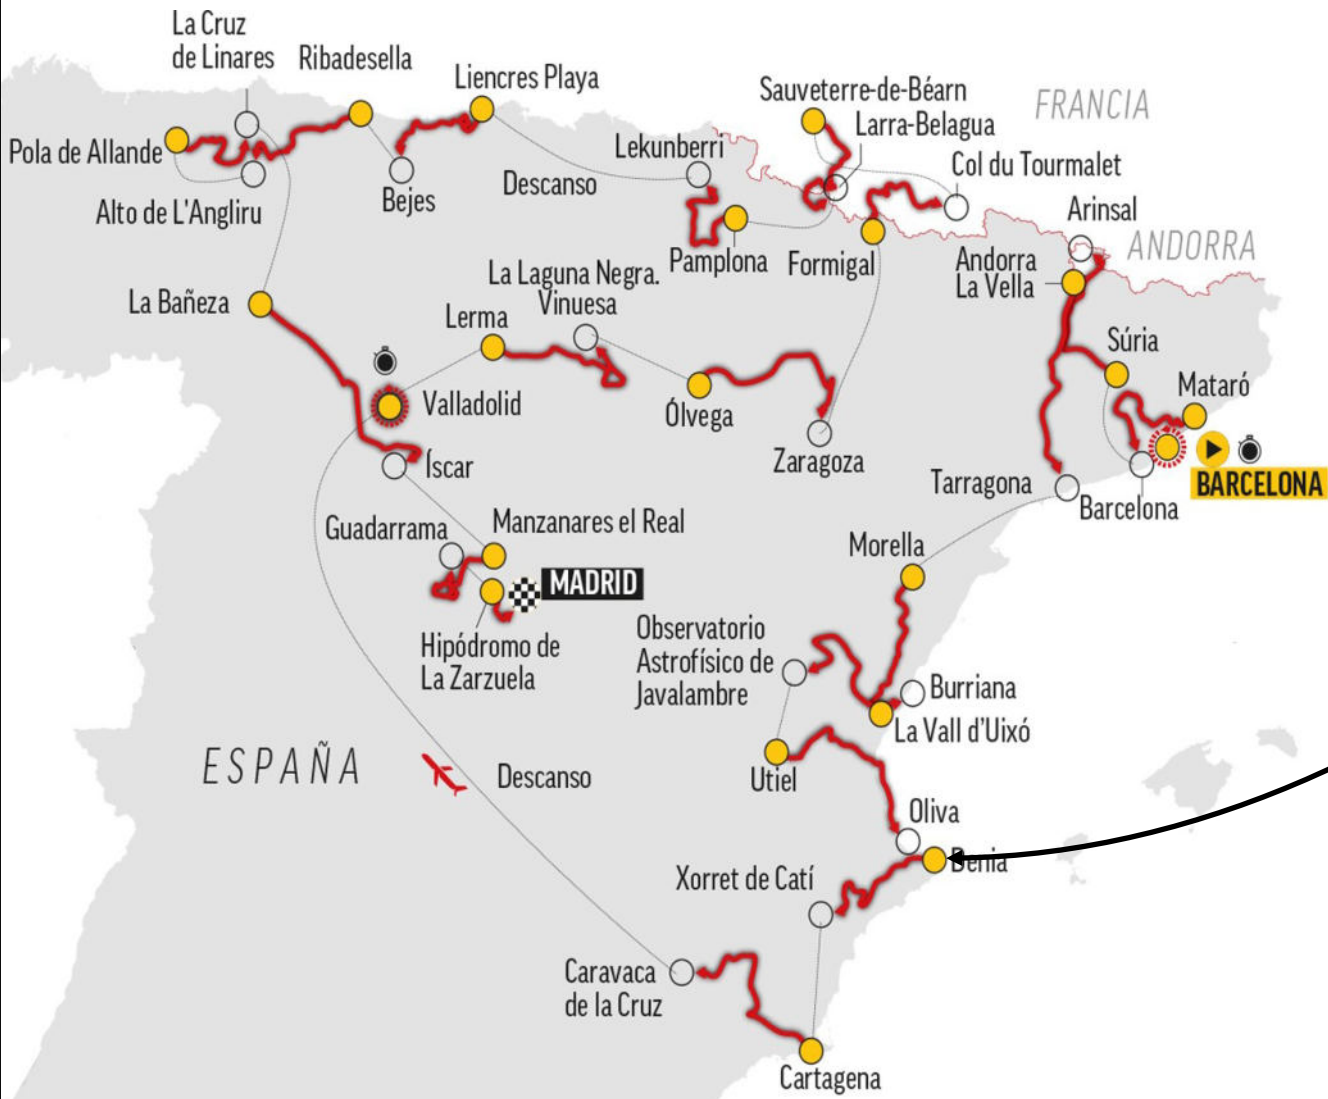 La Cruz
de Linares
Ribadesella
Liencres Playa
Sauveterre-de-Béarn
FRANCIA
Larra-Belagua
Pola de Allande
Lekunberri
Col du Tourmalet
Descanso
Bejes
Alto de L'Angliru
Arinsal
ANDORRA
Pamplona
Formigal
Andorra
La Vella
La Laguna Negra.
Vinuesa
La Bañeza
Lerma
Súria
Mataró
Valladolid
Ólvega
Zaragoza
Íscar
Tarragona
BARCELONA
Barcelona
Guadarrama
Manzanares el Real
Morella
MADRID
Observatorio
Astrofísico de
Javalambre
Hipódromo de
La Zarzuela
Burriana
La Vall d'Uixó
ESPAÑA
Descanso
Utiel
Oliva
Denia
Xorret de Catí
Caravaca
de la Cruz
Cartagena